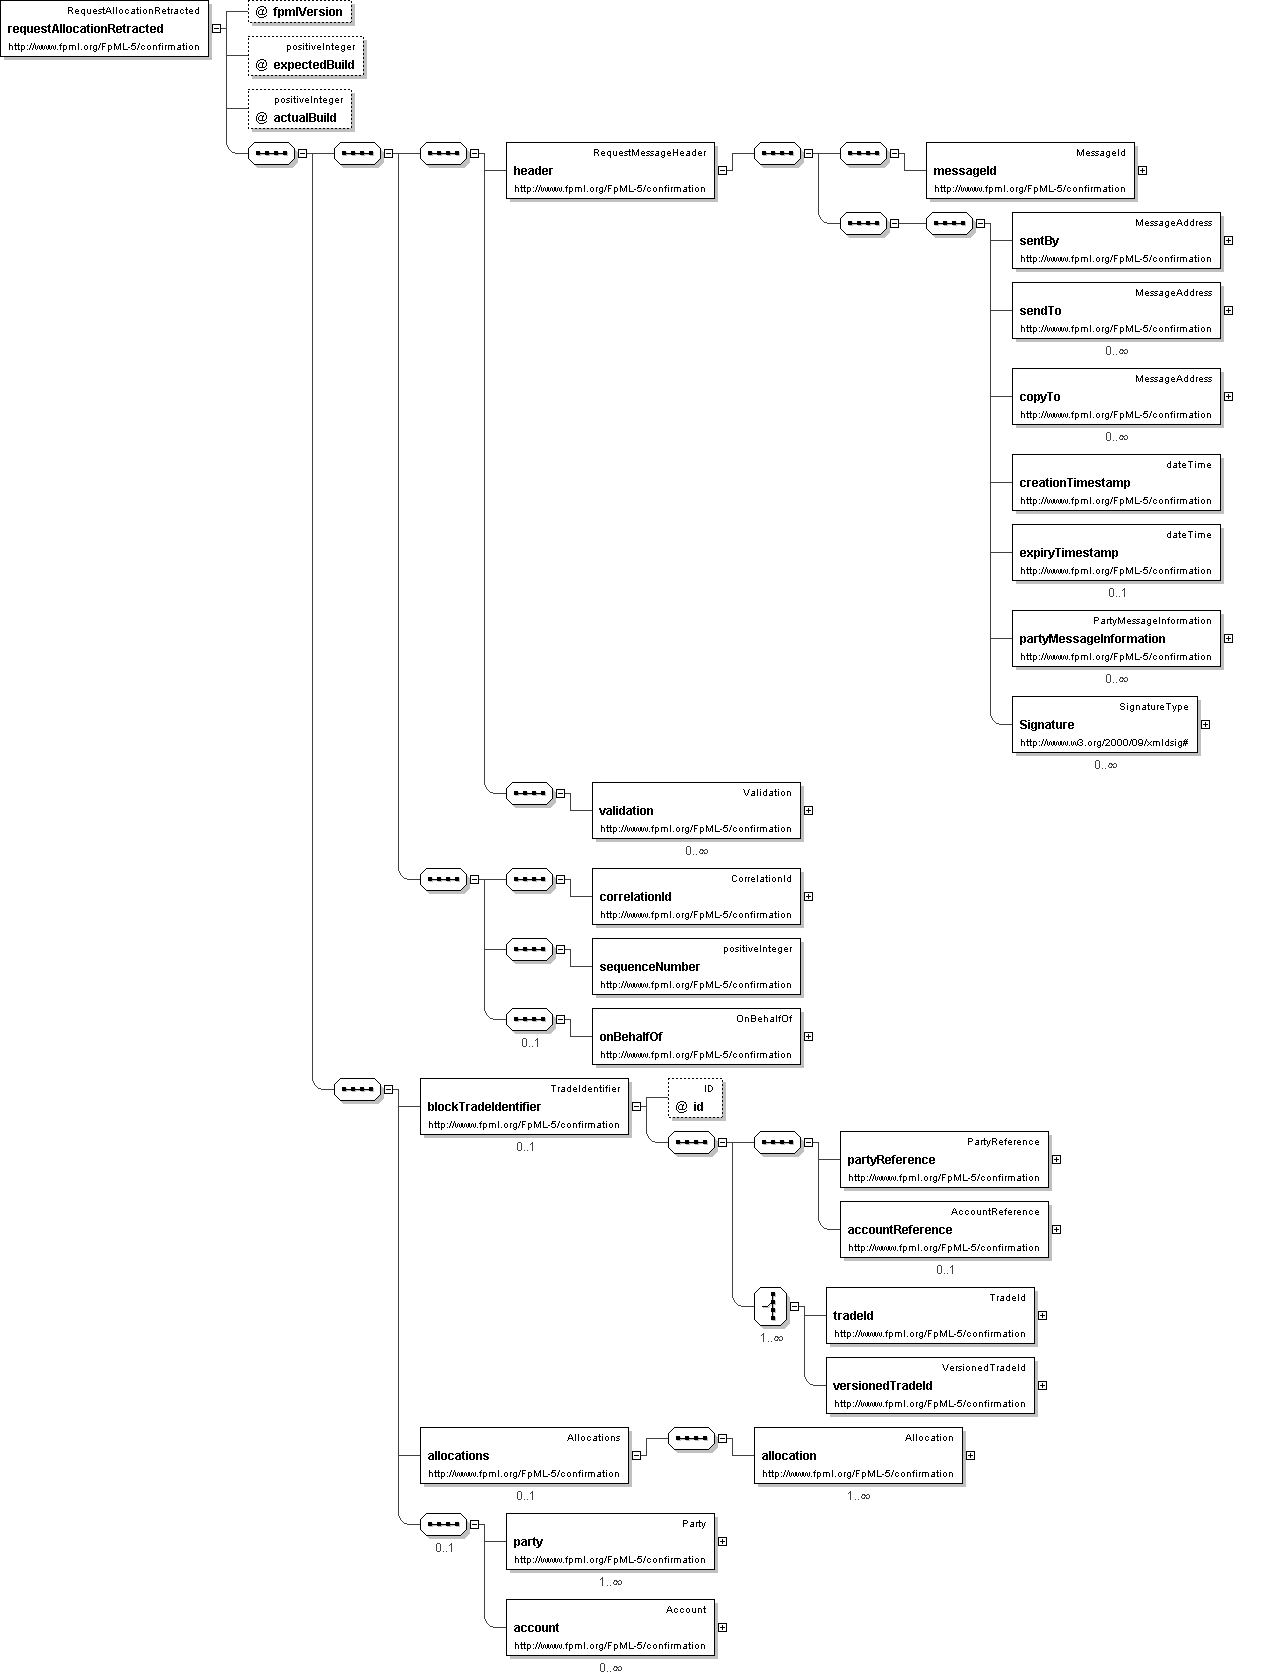 RequestAllocationRetracted
requestAllocationRetracted
http://www.fpml.org/FpML-5/confirmation
@ fpmlVersion
positiveInteger
@ expectedBuild
positiveInteger
@ actualBuild
RequestMessageHeader
header
http://www.fpml.org/FpML-5/confirmation
MessageId
messageId
http://www.fpml.org/FpML-5/confirmation
MessageAddress
sentBy
http://www.fpml.org/FpML-5/confirmation
MessageAddress
sendTo
http://www.fpml.org/FpML-5/confirmation
0..∞
MessageAddress
copyTo
http://www.fpml.org/FpML-5/confirmation
0..∞
dateTime
creationTimestamp
http://www.fpml.org/FpML-5/confirmation
dateTime
expiryTimestamp
http://www.fpml.org/FpML-5/confirmation
0..1
PartyMessageInformation
partyMessageInformation
http://www.fpml.org/FpML-5/confirmation
0..∞
SignatureType
Signature
http://www.w3.org/2000/09/xmldsig#
0..∞
Validation
validation
http://www.fpml.org/FpML-5/confirmation
0..∞
CorrelationId
correlationId
http://www.fpml.org/FpML-5/confirmation
positiveInteger
sequenceNumber
http://www.fpml.org/FpML-5/confirmation
0..1
OnBehalfOf
onBehalfOf
http://www.fpml.org/FpML-5/confirmation
TradeIdentifier
blockTradeIdentifier
http://www.fpml.org/FpML-5/confirmation
0..1
ID
@ id
PartyReference
partyReference
http://www.fpml.org/FpML-5/confirmation
AccountReference
accountReference
http://www.fpml.org/FpML-5/confirmation
0..1
1..∞
TradeId
tradeId
http://www.fpml.org/FpML-5/confirmation
VersionedTradeId
versionedTradeId
http://www.fpml.org/FpML-5/confirmation
Allocations
allocations
http://www.fpml.org/FpML-5/confirmation
0..1
Allocation
allocation
http://www.fpml.org/FpML-5/confirmation
1..∞
0..1
Party
party
http://www.fpml.org/FpML-5/confirmation
1..∞
Account
account
http://www.fpml.org/FpML-5/confirmation
0..∞